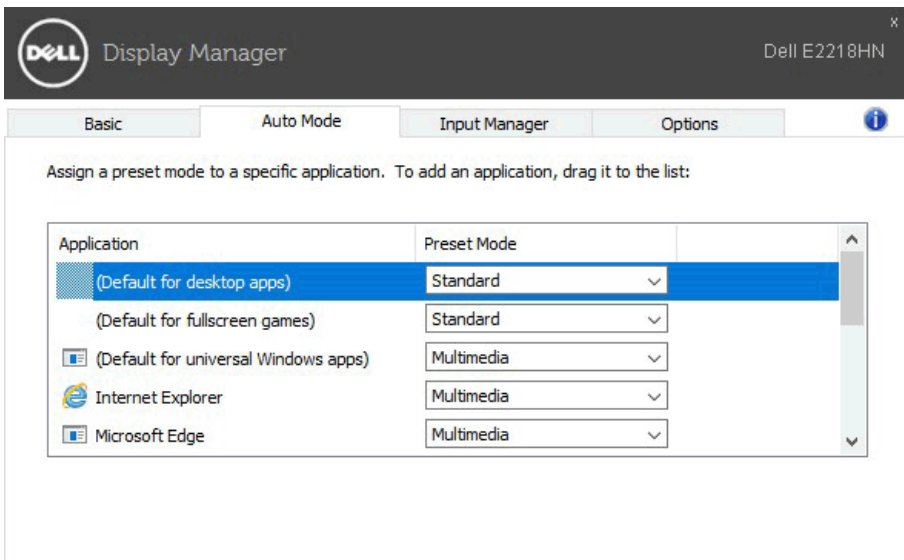 x
DELL Display Manager Dell E2218HN
Basic Auto Mode Input Manager Options i
Assign a preset mode to a specific application. To add an application, drag it to the list:
Application Preset Mode
(Default for desktop apps) Standard
(Default for fullscreen games) Standard
(Default for universal Windows apps) Multimedia
Internet Explorer Multimedia
Microsoft Edge Multimedia